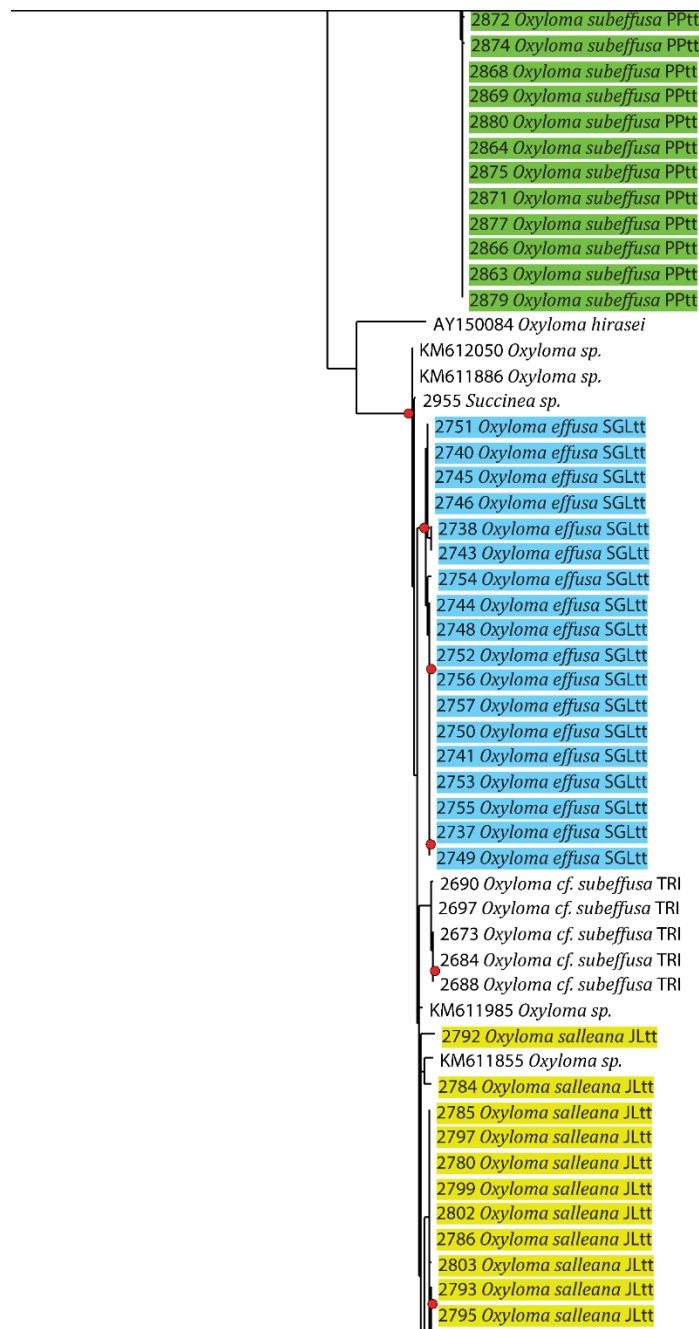 2872 Oxyloma subeffusa PPtt
2874 Oxyloma subeffusa PPtt
2868 Oxyloma subeffusa PPtt
2869 Oxyloma subeffusa PPtt
2880 Oxyloma subeffusa PPtt
2864 Oxyloma subeffusa PPtt
2875 Oxyloma subeffusa PPtt
2871 Oxyloma subeffusa PPtt
2877 Oxyloma subeffusa PPtt
2866 Oxyloma subeffusa PPtt
2863 Oxyloma subeffusa PPtt
2879 Oxyloma subeffusa PPtt
AY150084 Oxyloma hirasei
KM612050 Oxyloma sp.
KM611886 Oxyloma sp.
2955 Succinea sp.
2751 Oxyloma effusa SGLtt
2740 Oxyloma effusa SGLtt
2745 Oxyloma effusa SGLtt
2746 Oxyloma effusa SGLtt
2738 Oxyloma effusa SGLtt
2743 Oxyloma effusa SGLtt
2754 Oxyloma effusa SGLtt
2744 Oxyloma effusa SGLtt
2748 Oxyloma effusa SGLtt
2752 Oxyloma effusa SGLtt
2756 Oxyloma effusa SGLtt
2757 Oxyloma effusa SGLtt
2750 Oxyloma effusa SGLtt
2741 Oxyloma effusa SGLtt
2753 Oxyloma effusa SGLtt
2755 Oxyloma effusa SGLtt
2737 Oxyloma effusa SGLtt
2749 Oxyloma effusa SGLtt
2690 Oxyloma cf. subeffusa TRI
2697 Oxyloma cf. subeffusa TRI
2673 Oxyloma cf. subeffusa TRI
2684 Oxyloma cf. subeffusa TRI
2688 Oxyloma cf. subeffusa TRI
KM611985 Oxyloma sp.
2792 Oxyloma salleana JLtt
KM611855 Oxyloma sp.
2784 Oxyloma salleana JLtt
2785 Oxyloma salleana JLtt
2797 Oxyloma salleana JLtt
2780 Oxyloma salleana JLtt
2799 Oxyloma salleana JLtt
2802 Oxyloma salleana JLtt
2786 Oxyloma salleana JLtt
2803 Oxyloma salleana JLtt
2793 Oxyloma salleana JLtt
2795 Oxyloma salleana JLtt